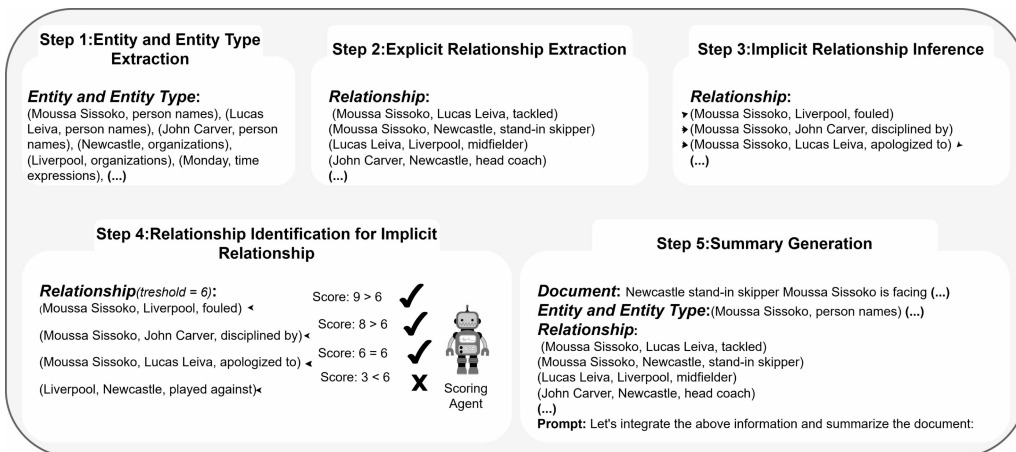 Step 1:Entity and Entity Type
Extraction
Entity and Entity Type:
(Moussa Sissoko, person names), (Lucas
Leiva, person names), (John Carver, person
names), (Newcastle, organizations),
(Liverpool, organizations), (Monday, time
expressions), (...)
Step 2:Explicit Relationship Extraction
Relationship:
(Moussa Sissoko, Lucas Leiva, tackled)
(Moussa Sissoko, Newcastle, stand-in skipper)
(Lucas Leiva, Liverpool, midfielder)
(John Carver, Newcastle, head coach)
(...)
Step 3:Implicit Relationship Inference
Relationship:
(Moussa Sissoko, Liverpool, fouled)
(Moussa Sissoko, John Carver, disciplined by)
(Moussa Sissoko, Lucas Leiva, apologized to)
(...)
Step 4:Relationship Identification for Implicit
Relationship
Relationship(treshold = 6):
(Moussa Sissoko, Liverpool, fouled)
Score: 9 > 6
(Moussa Sissoko, John Carver, disciplined by)
Score: 8 > 6
(Moussa Sissoko, Lucas Leiva, apologized to)
Score: 6 = 6
(Liverpool, Newcastle, played against)
Score: 3 < 6
Scoring
Agent
Step 5:Summary Generation
Document: Newcastle stand-in skipper Moussa Sissoko is facing (...)
Entity and Entity Type:(Moussa Sissoko, person names) (...)
Relationship:
(Moussa Sissoko, Lucas Leiva, tackled)
(Moussa Sissoko, Newcastle, stand-in skipper)
(Lucas Leiva, Liverpool, midfielder)
(John Carver, Newcastle, head coach)
(...)
Prompt: Let's integrate the above information and summarize the document: